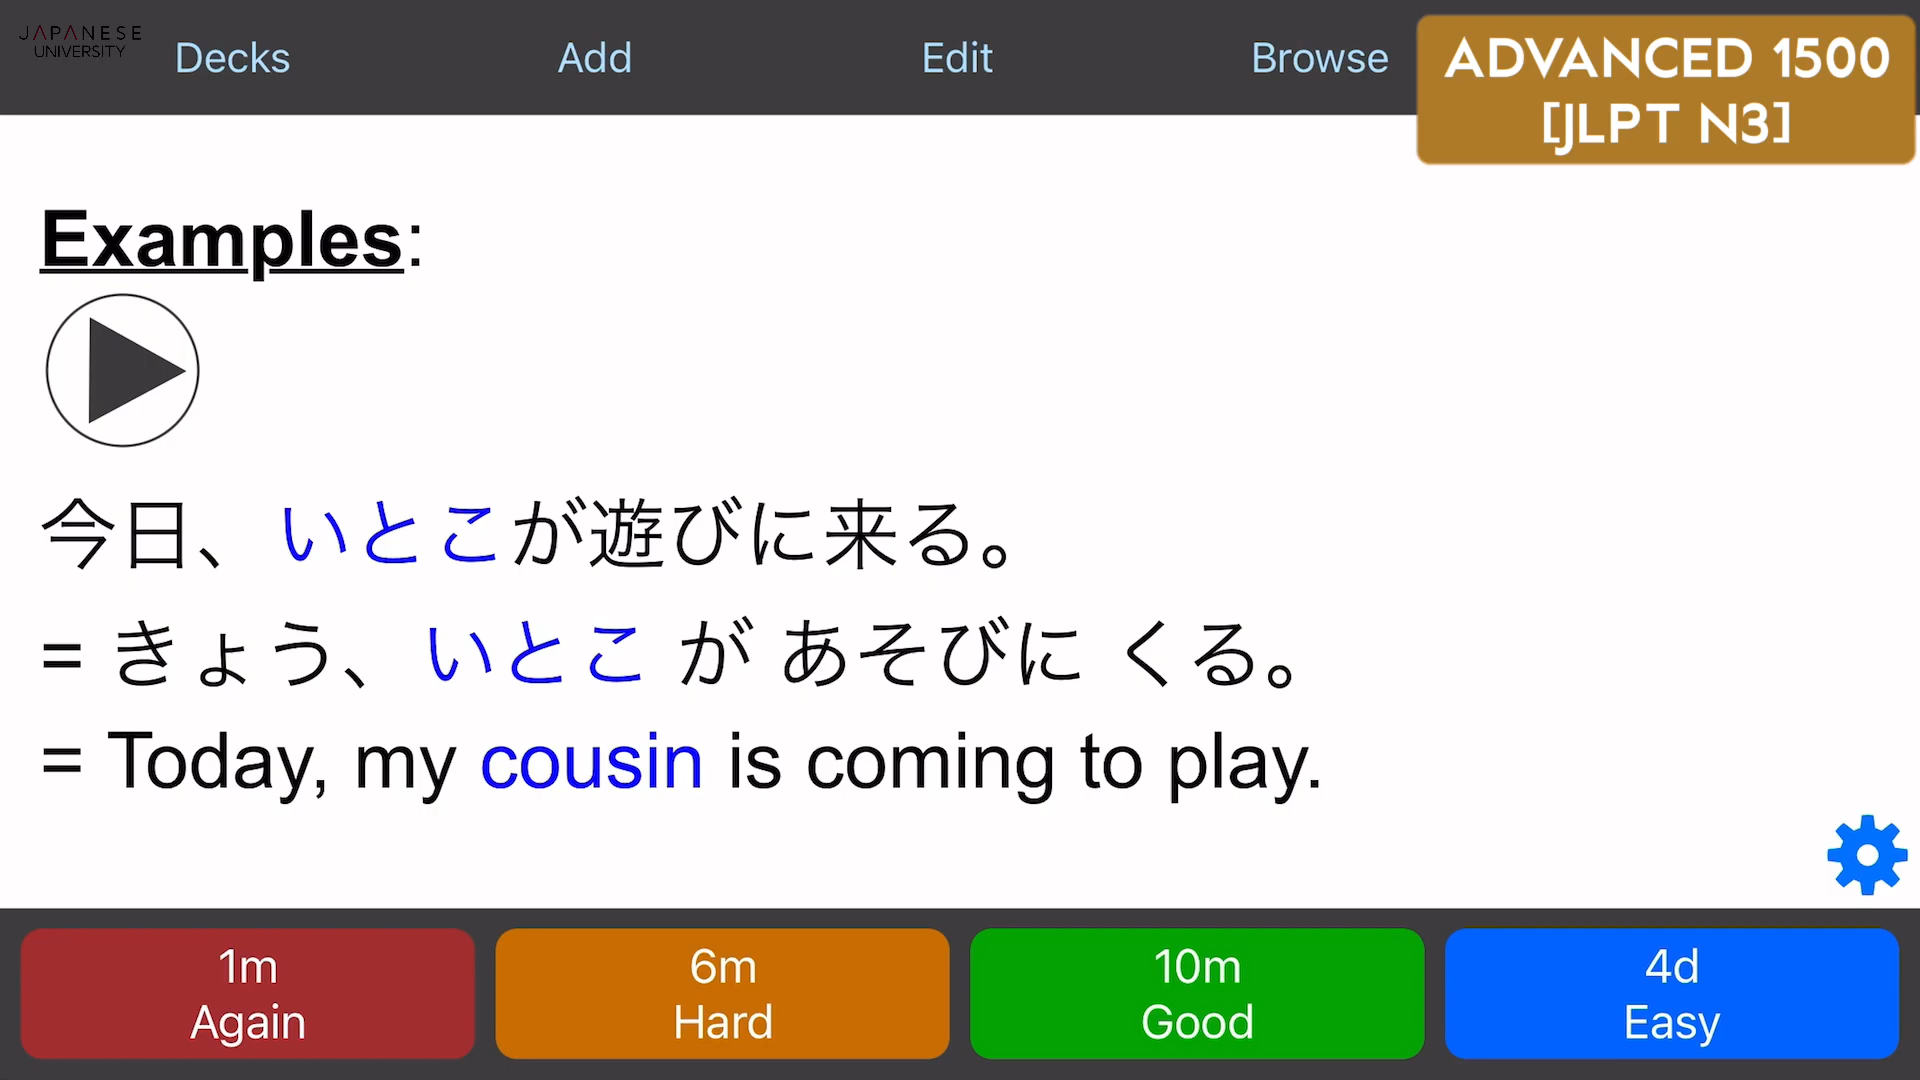 JAPANESE
UNIVERSITY
Decks
Add
Edit
Browse
ADVANCED 1500
[JLPT N3]
Examples:
今日、いとこが遊びに来る。
= きょう、いとこ が あそびに くる。
= Today, my cousin is coming to play.
1m
Again
6m
Hard
10m
Good
4d
Easy